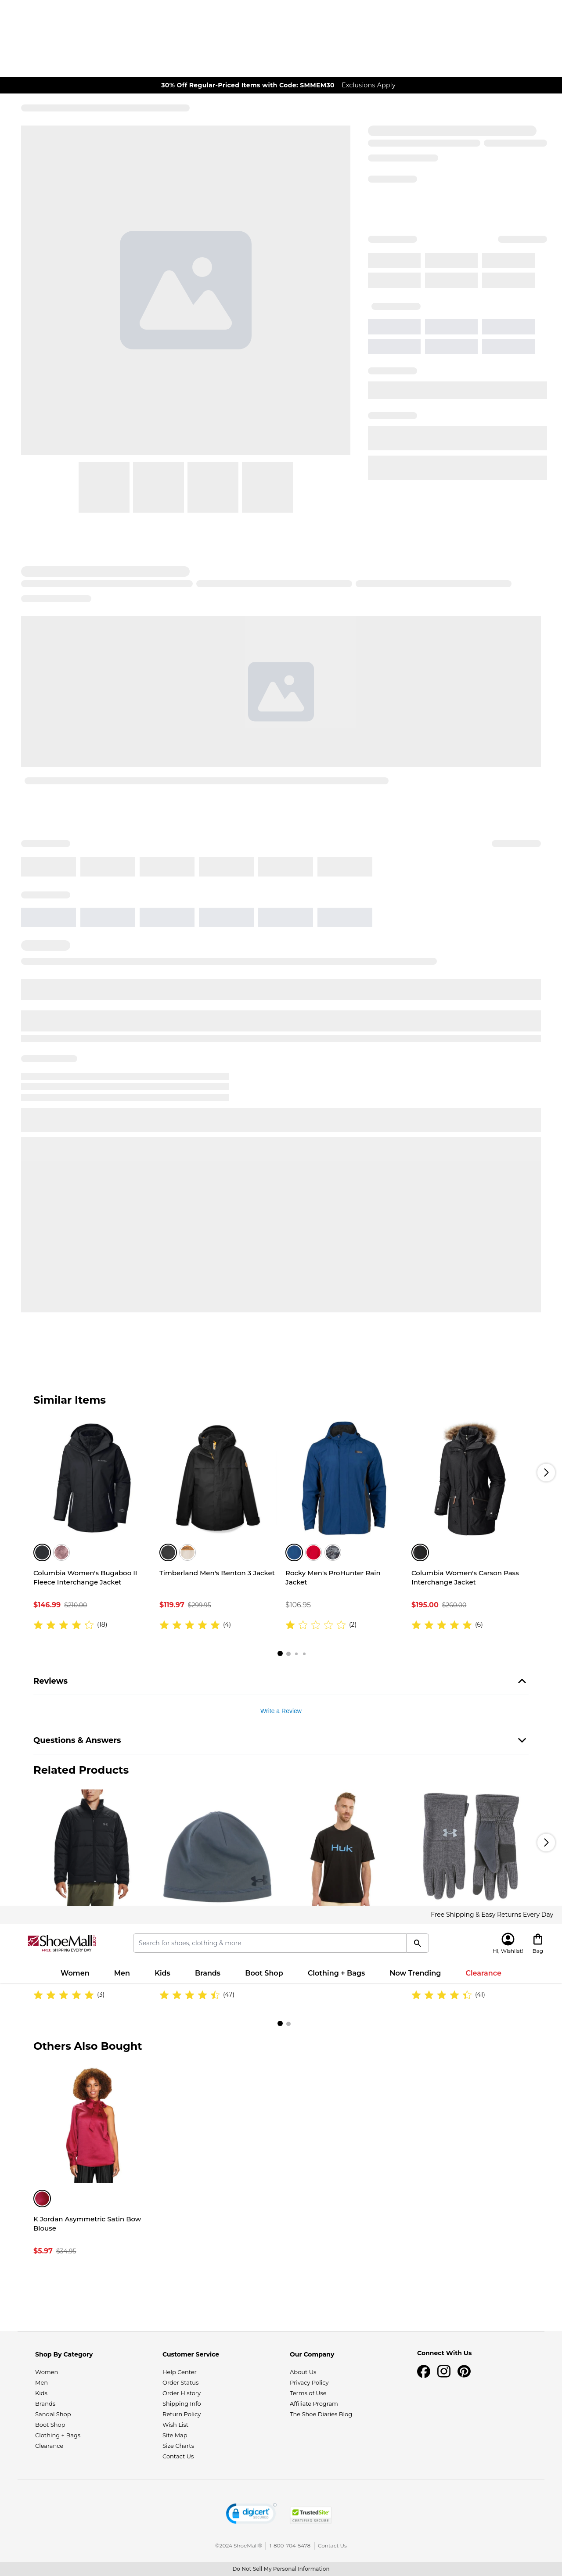 30% Off Regular-Priced Items with Code: SMMEM30 Exclusions Apply
Similar Items
Columbia Women's Bugaboo II Fleece Interchange Jacket
$146.99 $210.00
(18)
Timberland Men's Benton 3 Jacket
$119.97 $299.95
(4)
Rocky Men's ProHunter Rain Jacket
$106.95
(2)
Columbia Women's Carson Pass Interchange Jacket
$195.00 $260.00
(6)
Reviews
Write a Review
Questions & Answers
Related Products
Huk
Free Shipping & Easy Returns Every Day
ShoeMall
FREE SHIPPING EVERY DAY
Search for shoes, clothing & more
Hi, Wishlist!
Bag
Women
Men
Kids
Brands
Boot Shop
Clothing + Bags
Now Trending
Clearance
(3)
(47)
(41)
Others Also Bought
K Jordan Asymmetric Satin Bow Blouse
$5.97 $34.95
Shop By Category
Women
Men
Kids
Brands
Sandal Shop
Boot Shop
Clothing + Bags
Clearance
Customer Service
Help Center
Order Status
Order History
Shipping Info
Return Policy
Wish List
Site Map
Size Charts
Contact Us
Our Company
About Us
Privacy Policy
Terms of Use
Affiliate Program
The Shoe Diaries Blog
Connect With Us
digicert
TrustedSite
CERTIFIED SECURE
©2024 ShoeMall® | 1-800-704-5478 | Contact Us
Do Not Sell My Personal Information